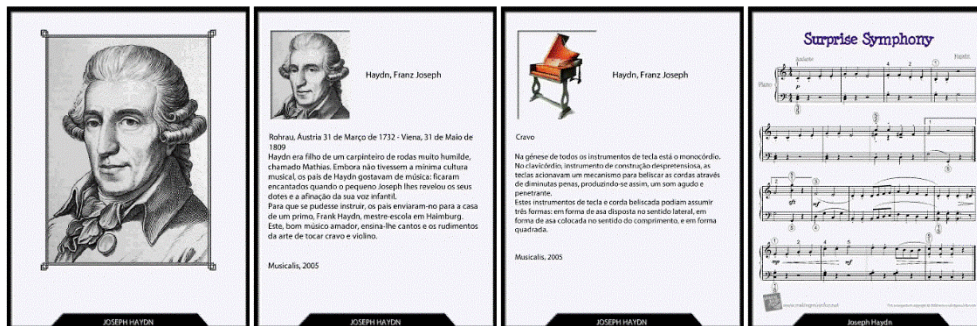 JOSEPH HAYDN
Haydn, Franz Joseph
Rohrau, Áustria 31 de Março de 1732 - Viena, 31 de Maio de
1809
Haydn era filho de um carpinteiro de rodas muito humilde,
chamado Mathias. Embora não tivessem a mínima cultura
musical, os pais de Haydn gostavam de música: ficaram
encantados quando o pequeno Joseph lhes revelou os seus
dotes e a afinação da sua voz infantil.
Para que se pudesse instruir, os pais enviaram-no para a casa
de um primo, Frank Haydn, mestre-escola em Haimburg.
Este, bom músico amador, ensina-lhe cantos e os rudimentos
da arte de tocar cravo e violino.
Musicalis, 2005
JOSEPH HAYDN
Haydn, Franz Joseph
Cravo
Na génese de todos os instrumentos de tecla está o monocórdio.
No clavicórdio, instrumento de construção despretensiosa, as
teclas acionavam um mecanismo para beliscar as cordas através
de diminutas penas, produzindo-se assim, um som agudo e
penetrante.
Estes instrumentos de tecla e corda beliscada podiam assumir
três formas: em forma de asa disposta no sentido lateral, em
forma de asa colocada no sentido do comprimento, e em forma
quadrada.
Musicalis, 2005
JOSEPH HAYDN
Surprise Symphony
Haydn
Andante
Piano
Joseph Haydn